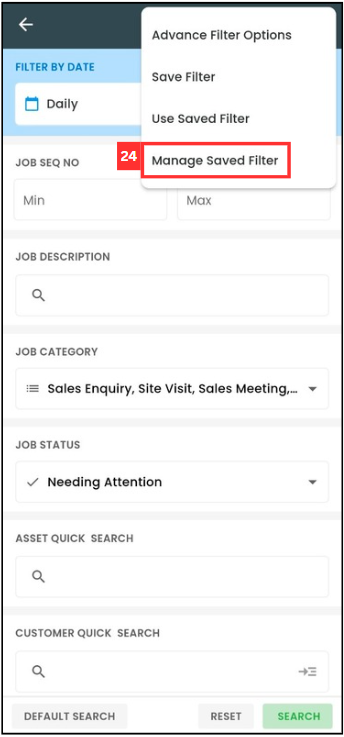 Advance Filter Options
Save Filter
Use Saved Filter
24 Manage Saved Filter
FILTER BY DATE
Daily
JOB SEQ NO
Min Max
JOB DESCRIPTION
JOB CATEGORY
Sales Enquiry, Site Visit, Sales Meeting,...
JOB STATUS
Needing Attention
ASSET QUICK SEARCH
CUSTOMER QUICK SEARCH
DEFAULT SEARCH RESET SEARCH